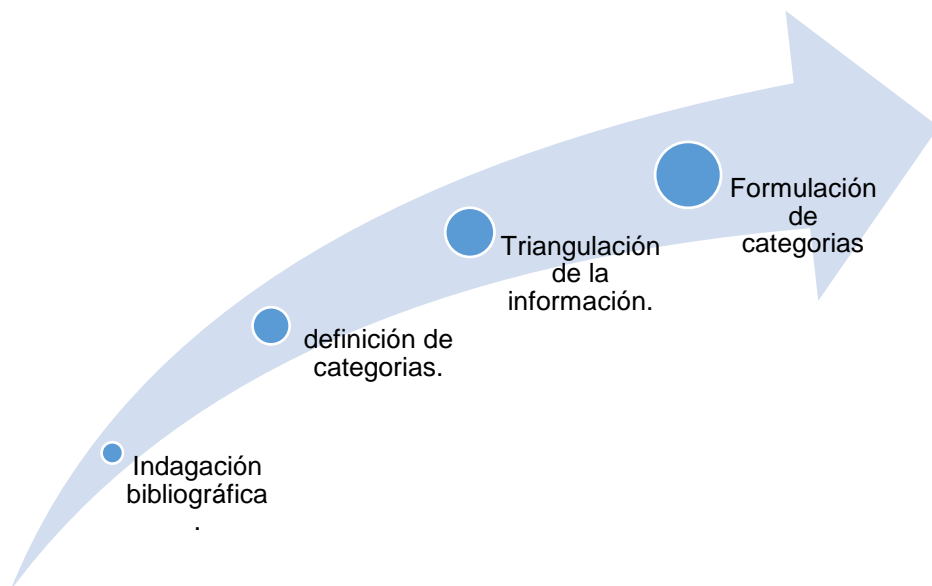 Indagación
bibliográfica
.
definición de
categorias.
Triangulación
de la
información.
Formulación
de
categorias